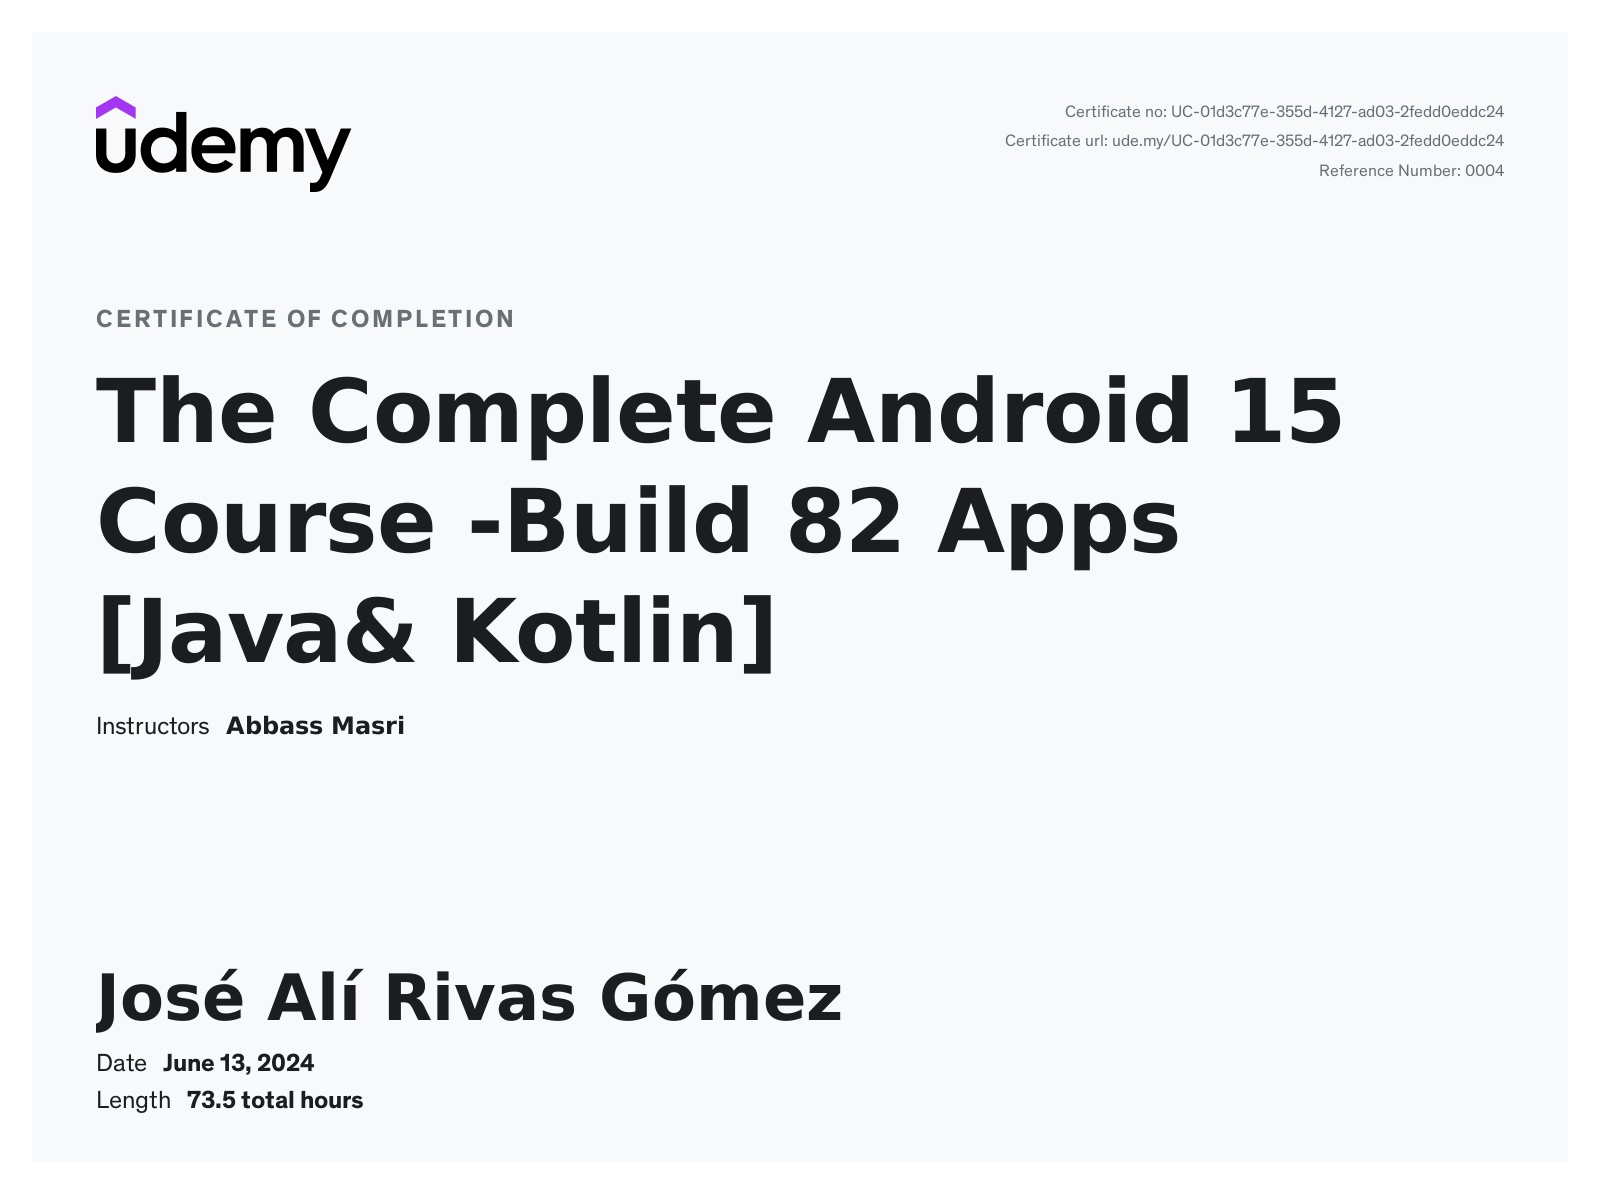 udemy
Certificate no: UC-01d3c77e-355d-4127-ad03-2fedd0eddc24
Certificate url: ude.my/UC-01d3c77e-355d-4127-ad03-2fedd0eddc24
Reference Number: 0004
CERTIFICATE OF COMPLETION
The Complete Android 15
Course -Build 82 Apps
[Java& Kotlin]
Instructors Abbass Masri
José Alí Rivas Gómez
Date June 13, 2024
Length 73.5 total hours